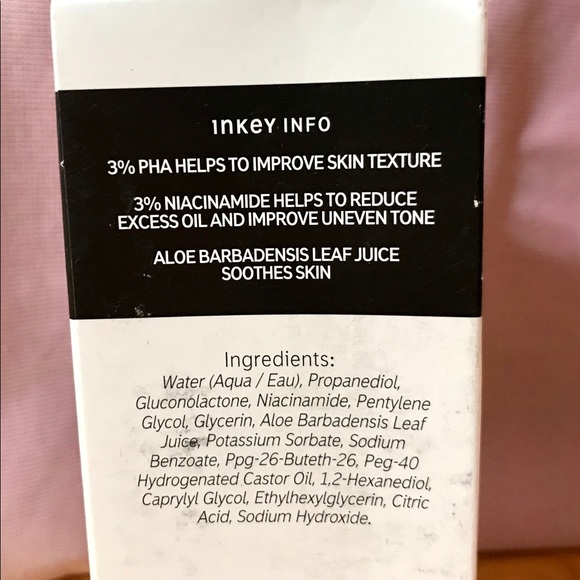 INKEY INFO
3% PHA HELPS TO IMPROVE SKIN TEXTURE
3% NIACINAMIDE HELPS TO REDUCE
EXCESS OIL AND IMPROVE UNEVEN TONE
ALOE BARBADENSIS LEAF JUICE
SOOTHES SKIN
Ingredients:
Water (Aqua / Eau), Propanediol,
Gluconolactone, Niacinamide, Pentylene
Glycol, Glycerin, Aloe Barbadensis Leaf
Juice, Potassium Sorbate, Sodium
Benzoate, Ppg-26-Buteth-26, Peg-40
Hydrogenated Castor Oil, 1,2-Hexanediol,
Caprylyl Glycol, Ethylhexylglycerin, Citric
Acid, Sodium Hydroxide.